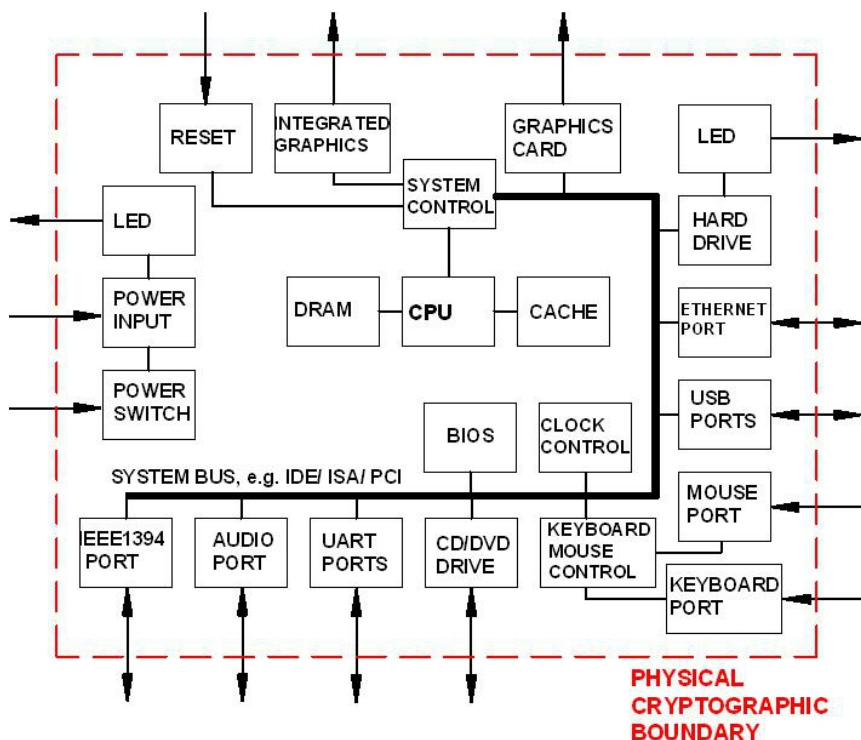 RESET
INTEGRATED
GRAPHICS
GRAPHICS
CARD
LED
SYSTEM
CONTROL
LED
HARD
DRIVE
POWER
INPUT
DRAM
CPU
CACHE
ETHERNET
PORT
POWER
SWITCH
BIOS
CLOCK
CONTROL
USB
PORTS
SYSTEM BUS, e.g. IDE/ ISA/ PCI
MOUSE
PORT
IEEE1394
PORT
AUDIO
PORT
UART
PORTS
CD/DVD
DRIVE
KEYBOARD
MOUSE
CONTROL
KEYBOARD
PORT
PHYSICAL
CRYPTOGRAPHIC
BOUNDARY